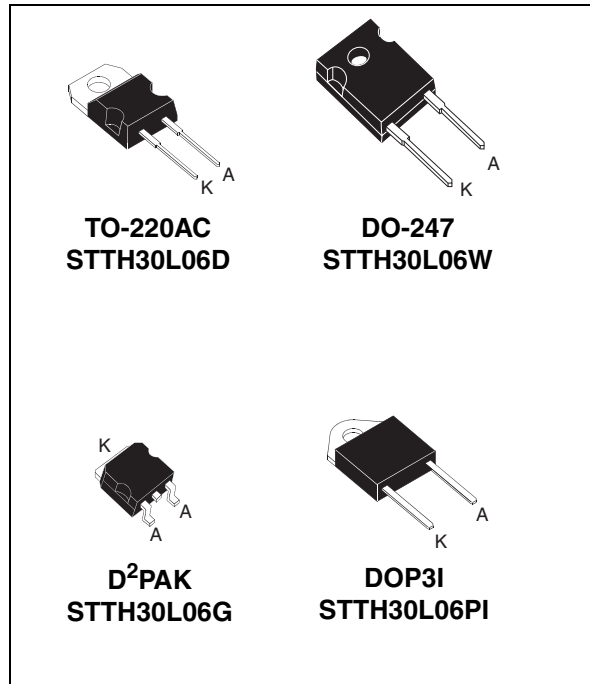 K
A
TO-220AC
STTH30L06D
A
K
DO-247
STTH30L06W
K
A
A
D²PAK
STTH30L06G
A
K
DOP3I
STTH30L06PI